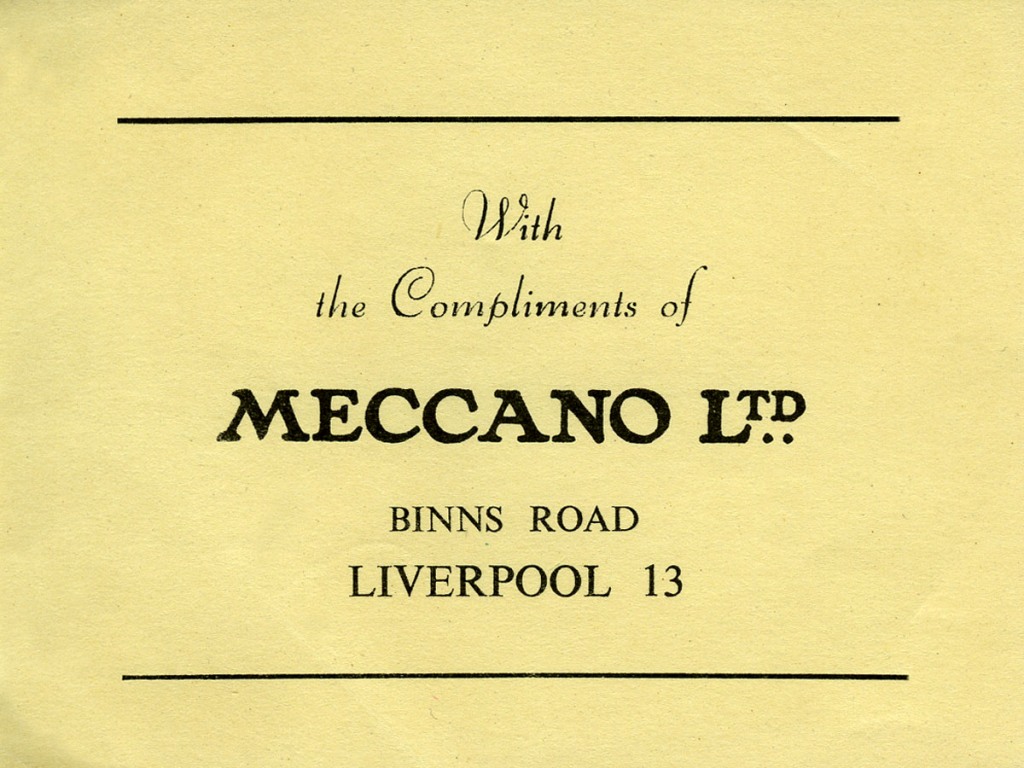 With
the Compliments of
MECCANO LTD.
BINNS ROAD
LIVERPOOL 13